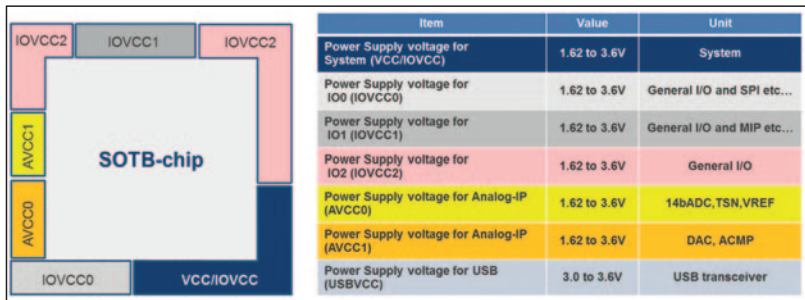 IOVCC2
IOVCC1
IOVCC2
AVCC1
SOTB-chip
AVCC0
IOVCC0
VCC/IOVCC
Item Value Unit
Power Supply voltage for
System (VCC/IOVCC)
1.62 to 3.6V
System
Power Supply voltage for
IO0 (IOVCC0)
1.62 to 3.6V
General I/O and SPI etc...
Power Supply voltage for
IO1 (IOVCC1)
1.62 to 3.6V
General I/O and MIP etc...
Power Supply voltage for
IO2 (IOVCC2)
1.62 to 3.6V
General I/O
Power Supply voltage for Analog-IP
(AVCC0)
1.62 to 3.6V
14bADC,TSN,VREF
Power Supply voltage for Analog-IP
(AVCC1)
1.62 to 3.6V
DAC, ACMP
Power Supply voltage for USB
(USBVCC)
3.0 to 3.6V
USB transceiver